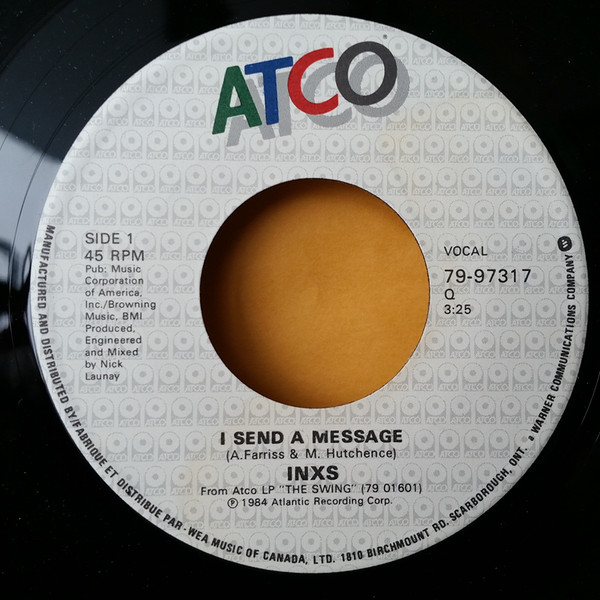 ATCO
SIDE 1
45 RPM
Pub: Music
Corporation
of America,
Inc./Browning
Music, BMI
Produced,
Engineered
and Mixed
by Nick
Launay
VOCAL
79-97317
Q
3:25
I SEND A MESSAGE
(A.Farriss & M. Hutchence)
INXS
From Atco LP "THE SWING" (79 01601)
℗ 1984 Atlantic Recording Corp.
MANUFACTURED AND DISTRIBUTED BY/FABRIQUE ET DISTRIBUE PAR-WEA MUSIC OF CANADA, LTD. 1810 BIRCHMOUNT RD. SCARBOROUGH, ONT. a WARNER COMMUNICATIONS COMPANY